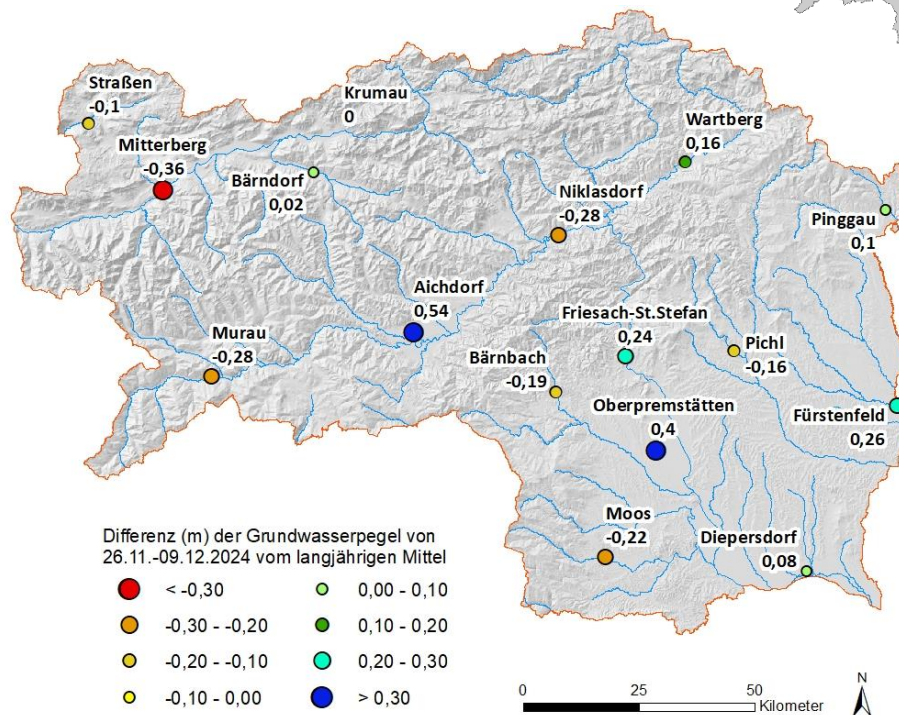 Straßen
-0,1
Krumau
0
Mitterberg
-0,36
Wartberg
0,16
Bärndorf
0,02
Niklasdorf
-0,28
Pinggau
0,1
Aichdorf
0,54
Friesach-St.Stefan
0,24
Murau
-0,28
Pichl
-0,16
Bärnbach
-0,19
Oberpremstätten
0,4
Fürstenfeld
0,26
Moos
-0,22
Diepersdorf
0,08
Differenz (m) der Grundwasserpegel von
26.11.-09.12.2024 vom langjährigen Mittel
< -0,30
-0,30 - -0,20
-0,20 - -0,10
-0,10 - 0,00
0,00 - 0,10
0,10 - 0,20
0,20 - 0,30
> 0,30
0 25 50
Kilometer
N